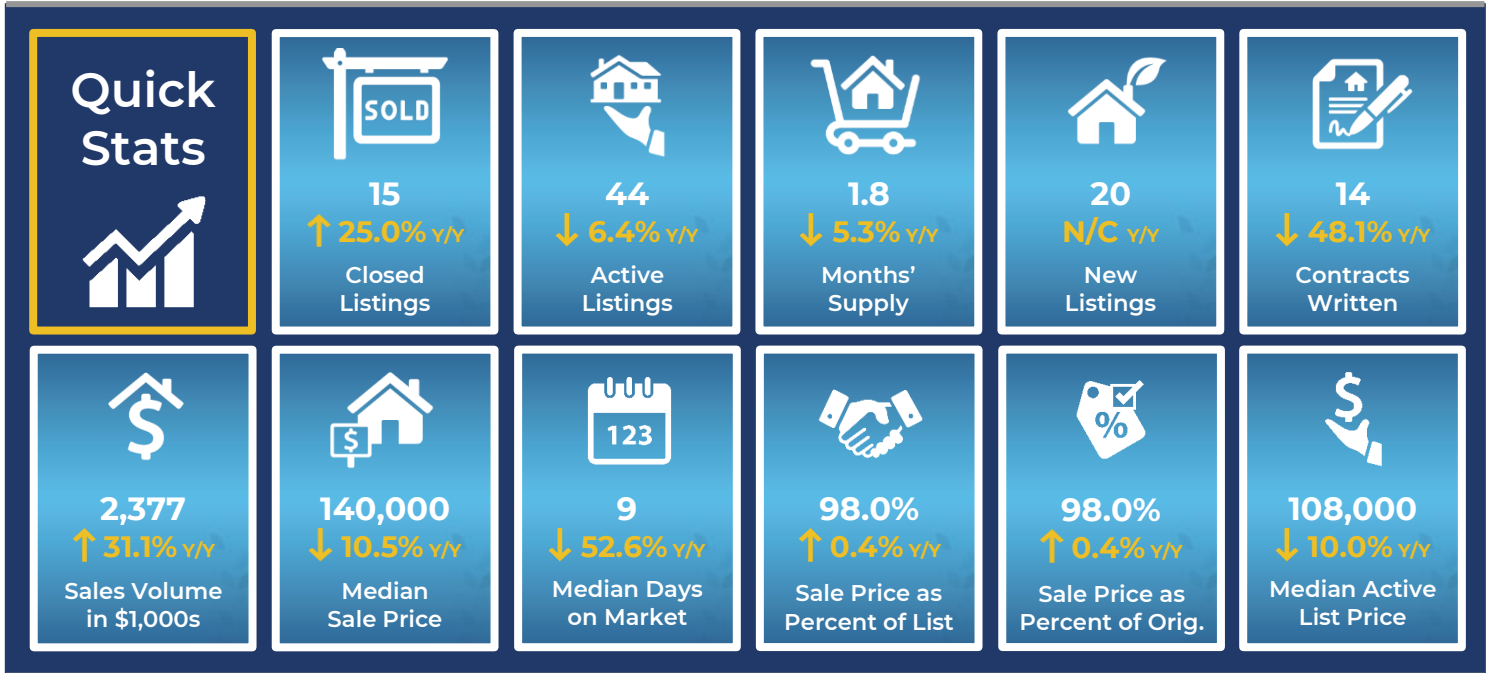 Quick
Stats
SOLD
15
↑ 25.0% Y/Y
Closed
Listings
44
↓ 6.4% Y/Y
Active
Listings
1.8
↓ 5.3% Y/Y
Months’
Supply
20
N/C Y/Y
New
Listings
14
↓ 48.1% Y/Y
Contracts
Written
$
2,377
↑ 31.1% Y/Y
Sales Volume
in $1,000s
$
140,000
↓ 10.5% Y/Y
Median
Sale Price
123
9
↓ 52.6% Y/Y
Median Days
on Market
98.0%
↑ 0.4% Y/Y
Sale Price as
Percent of List
%
98.0%
↑ 0.4% Y/Y
Sale Price as
Percent of Orig.
$
108,000
↓ 10.0% Y/Y
Median Active
List Price